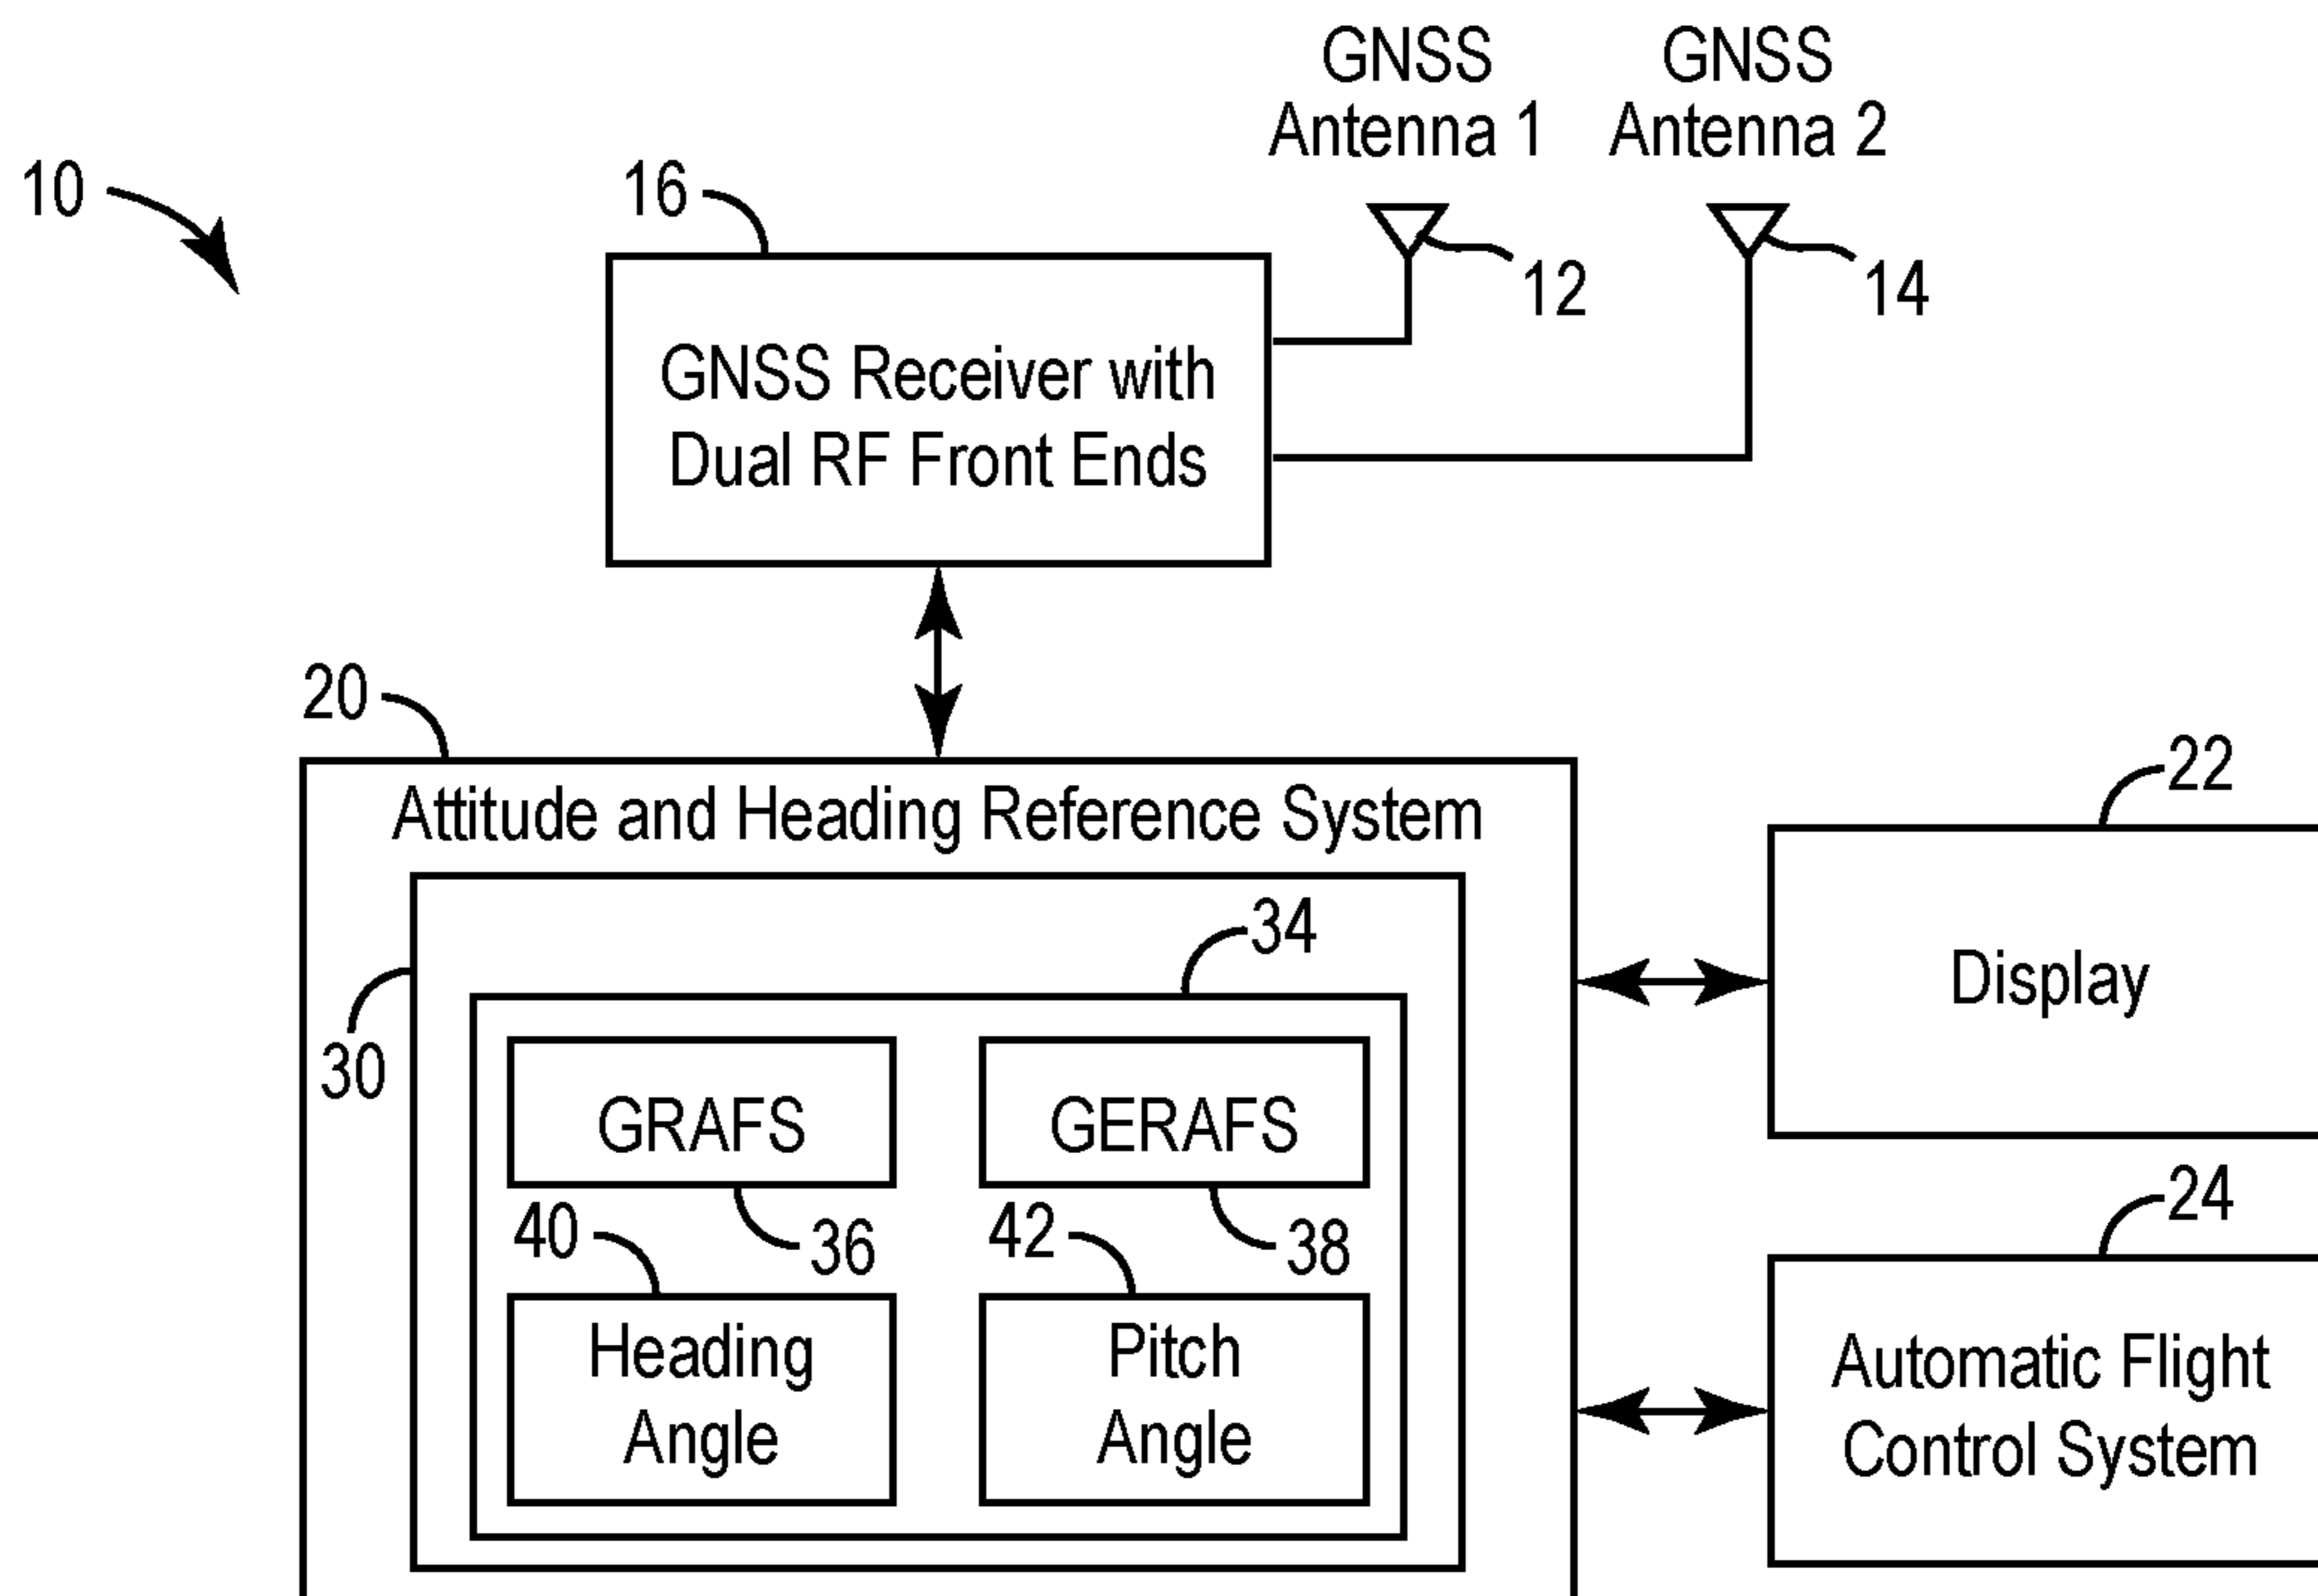 GNSS
Antenna 1
GNSS
Antenna 2
10
16
12
14
GNSS Receiver with
Dual RF Front Ends
20
Attitude and Heading Reference System
22
34
Display
30
GRAFS
GERAFS
40
36
42
38
24
Heading
Angle
Pitch
Angle
Automatic Flight
Control System